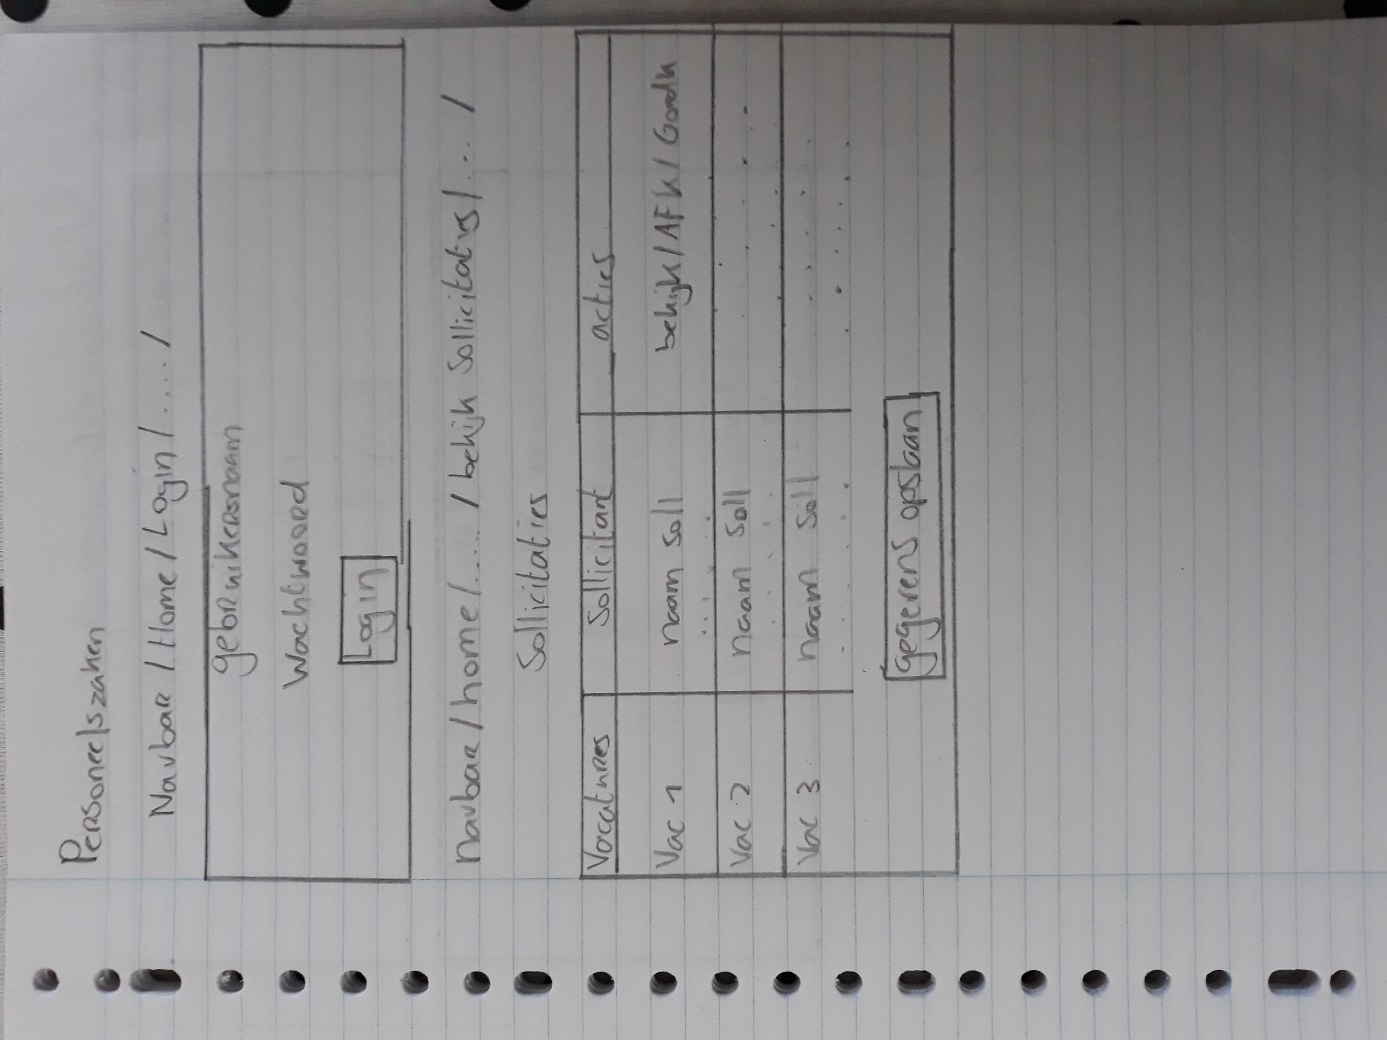 Personeelszaken
Navbar / Home / Login / .... /
gebruikersnaam
Wachtwoord
Login
navbar / home / .... / bekijk Sollicitaties / ... /
Sollicitaties
Vacatures Sollicitant acties
Vac 1 naam Soll bekijk / AFK / Goedk
Vac 2 naam Soll
Vac 3 naam Soll
gegevens opslaan